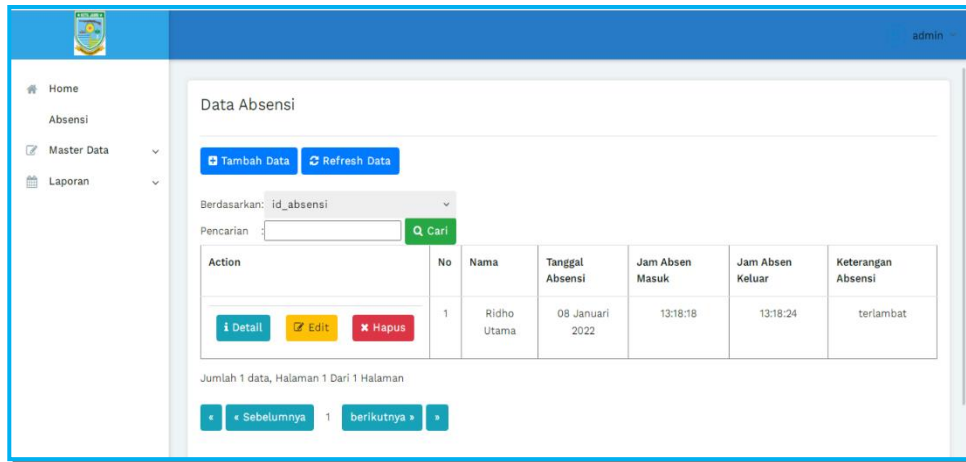 admin
Home
Absensi
Master Data
Laporan
Data Absensi
Tambah Data Refresh Data
Berdasarkan: id_absensi
Pencarian : Cari
Action No Nama Tanggal Absensi Jam Absen Masuk Jam Absen Keluar Keterangan Absensi
Detail Edit Hapus 1 Ridho Utama 08 Januari 2022 13:18:18 13:18:24 terlambat
Jumlah 1 data, Halaman 1 Dari 1 Halaman
« « Sebelumnya 1 berikutnya » »